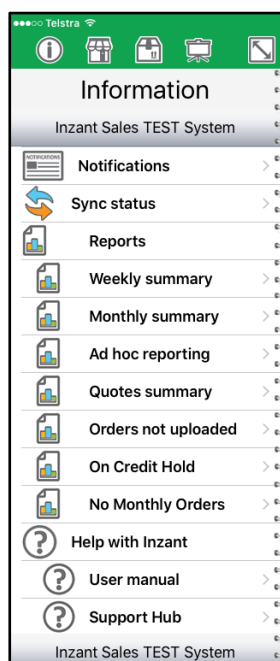 Telstra
Information
Inzant Sales TEST System
NOTIFICATIONS
Notifications
Sync status
Reports
Weekly summary
Monthly summary
Ad hoc reporting
Quotes summary
Orders not uploaded
On Credit Hold
No Monthly Orders
Help with Inzant
User manual
Support Hub
Inzant Sales TEST System